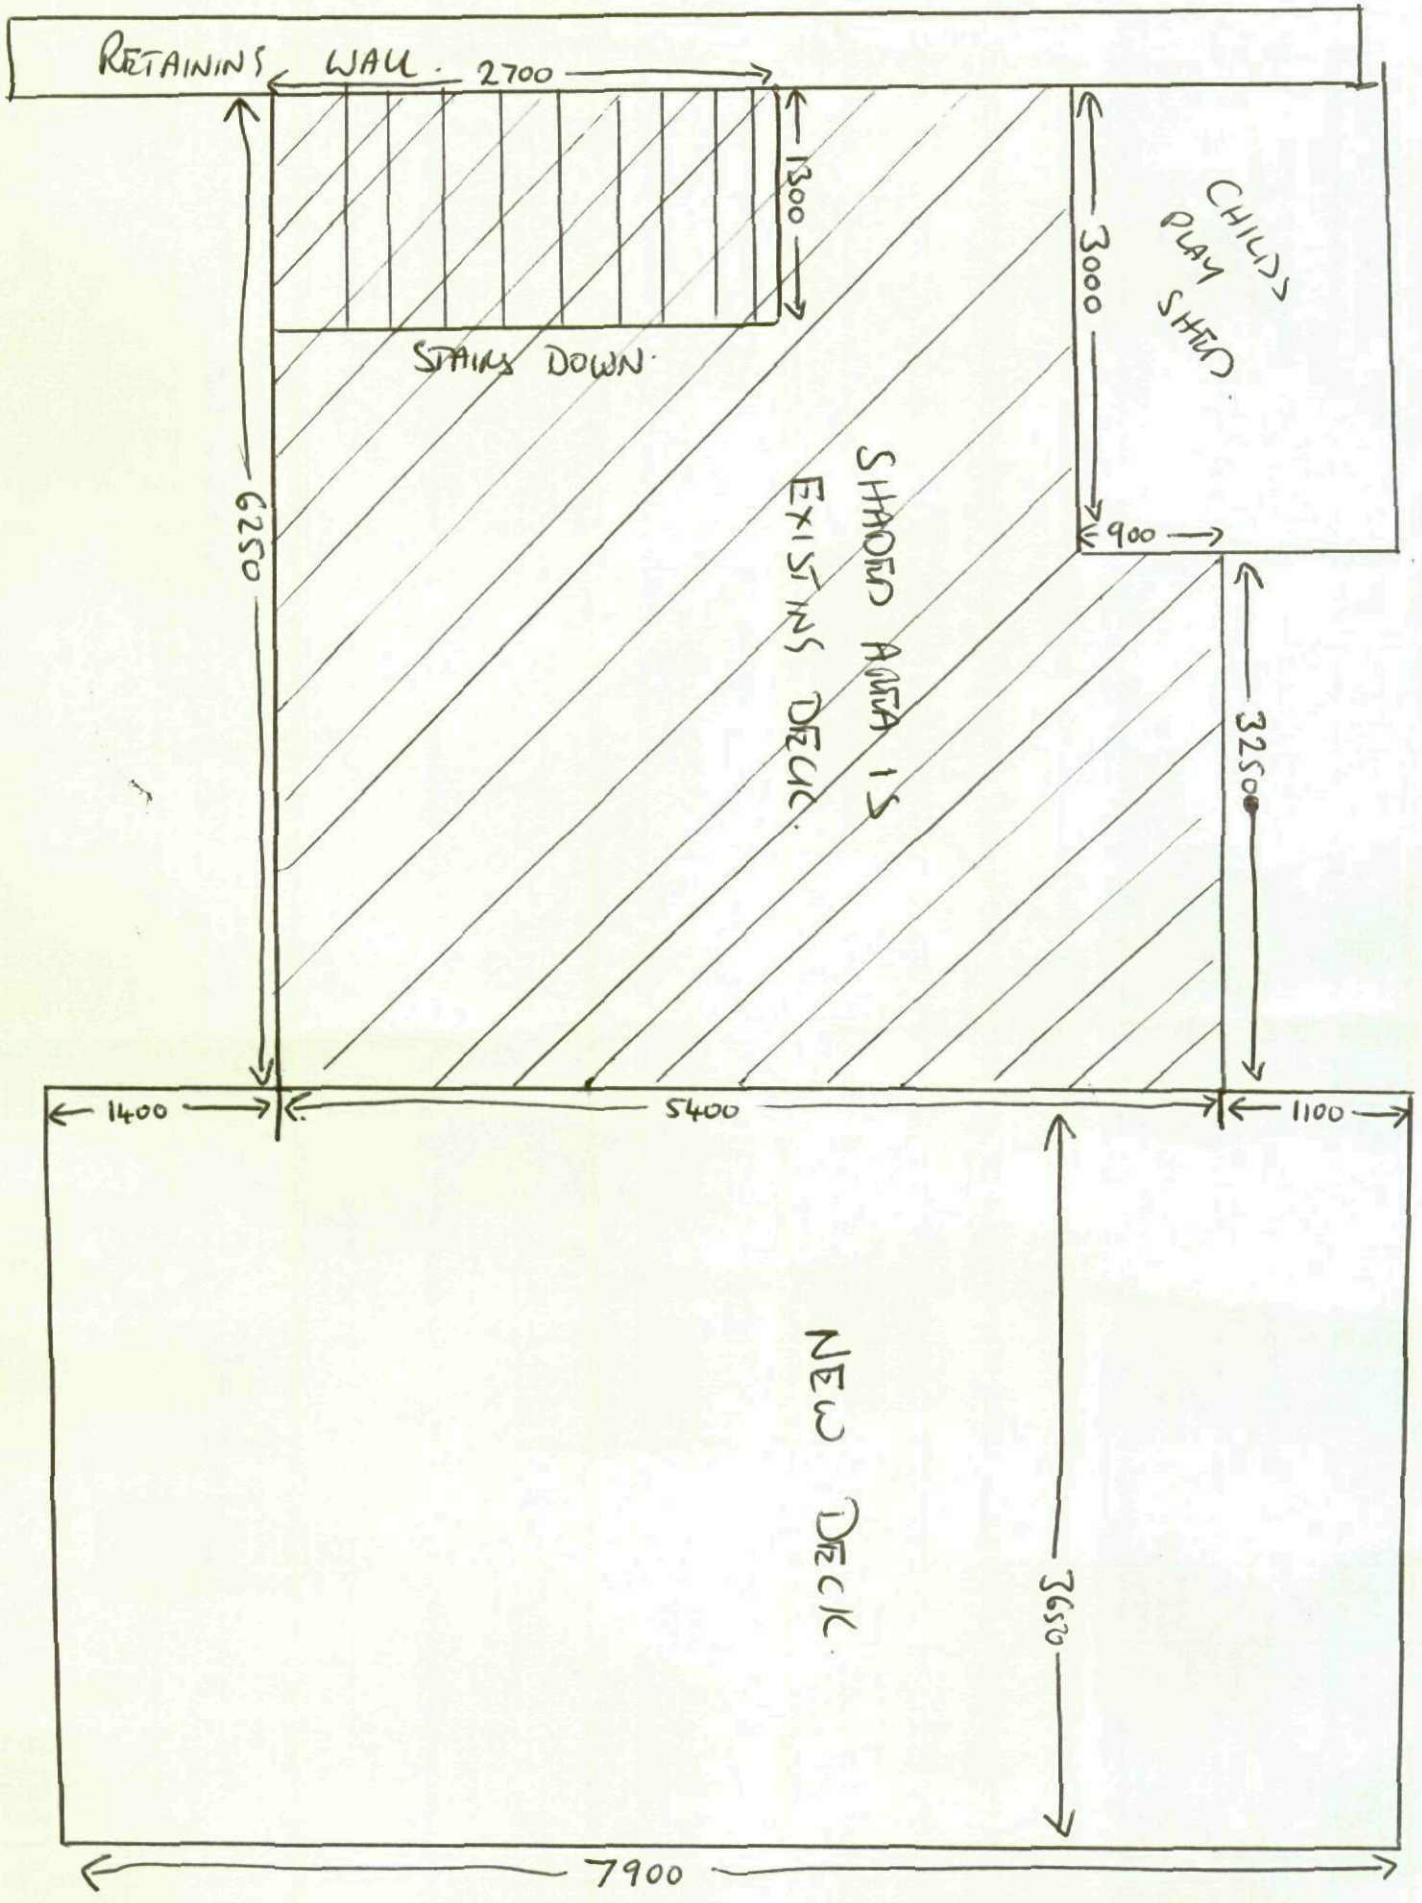 RETAINING WALL.
2700
1300
3000
CHILDS
PLAY
SHED
STAIRS DOWN.
6250
SHADED AREA IS
EXISTING DECK.
900
3250
1400
5400
1100
NEW DECK.
3650
7900